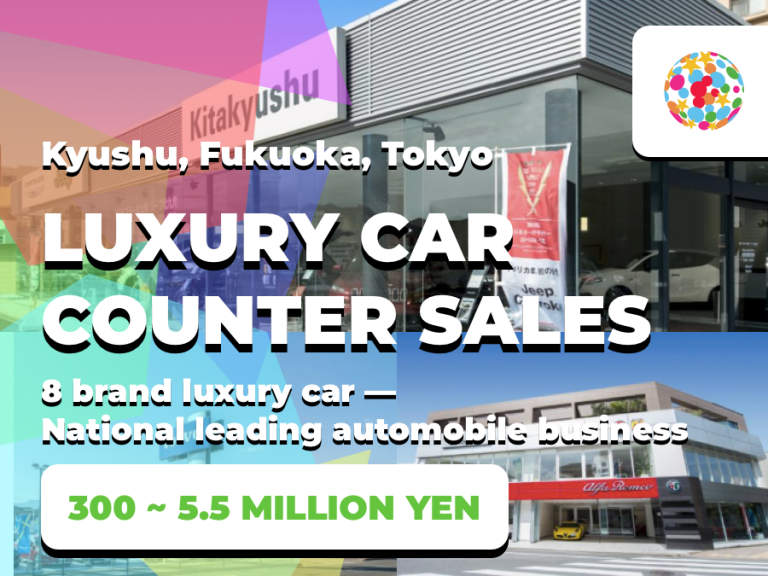 Kitakyushu
Kyushu, Fukuoka, Tokyo
LUXURY CAR
COUNTER SALES
Jeep
8 brand luxury car —
National leading automobile business
300 ~ 5.5 MILLION YEN
Alfa Romeo